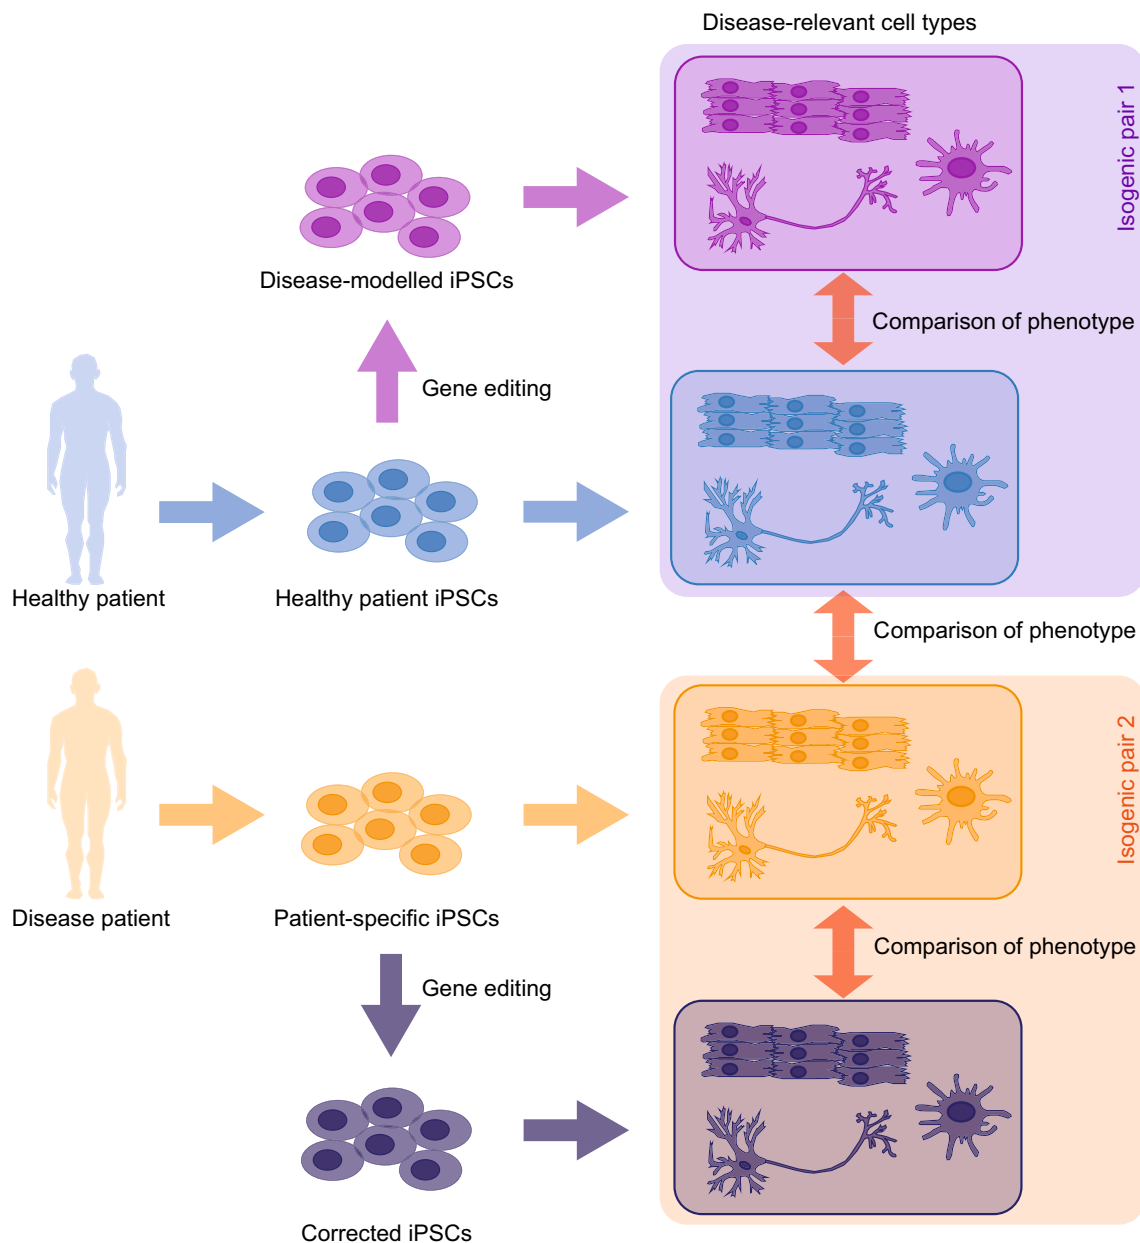 Disease-relevant cell types
Isogenic pair 1
Disease-modelled iPSCs
Comparison of phenotype
Gene editing
Healthy patient
Healthy patient iPSCs
Comparison of phenotype
Isogenic pair 2
Disease patient
Patient-specific iPSCs
Comparison of phenotype
Gene editing
Corrected iPSCs